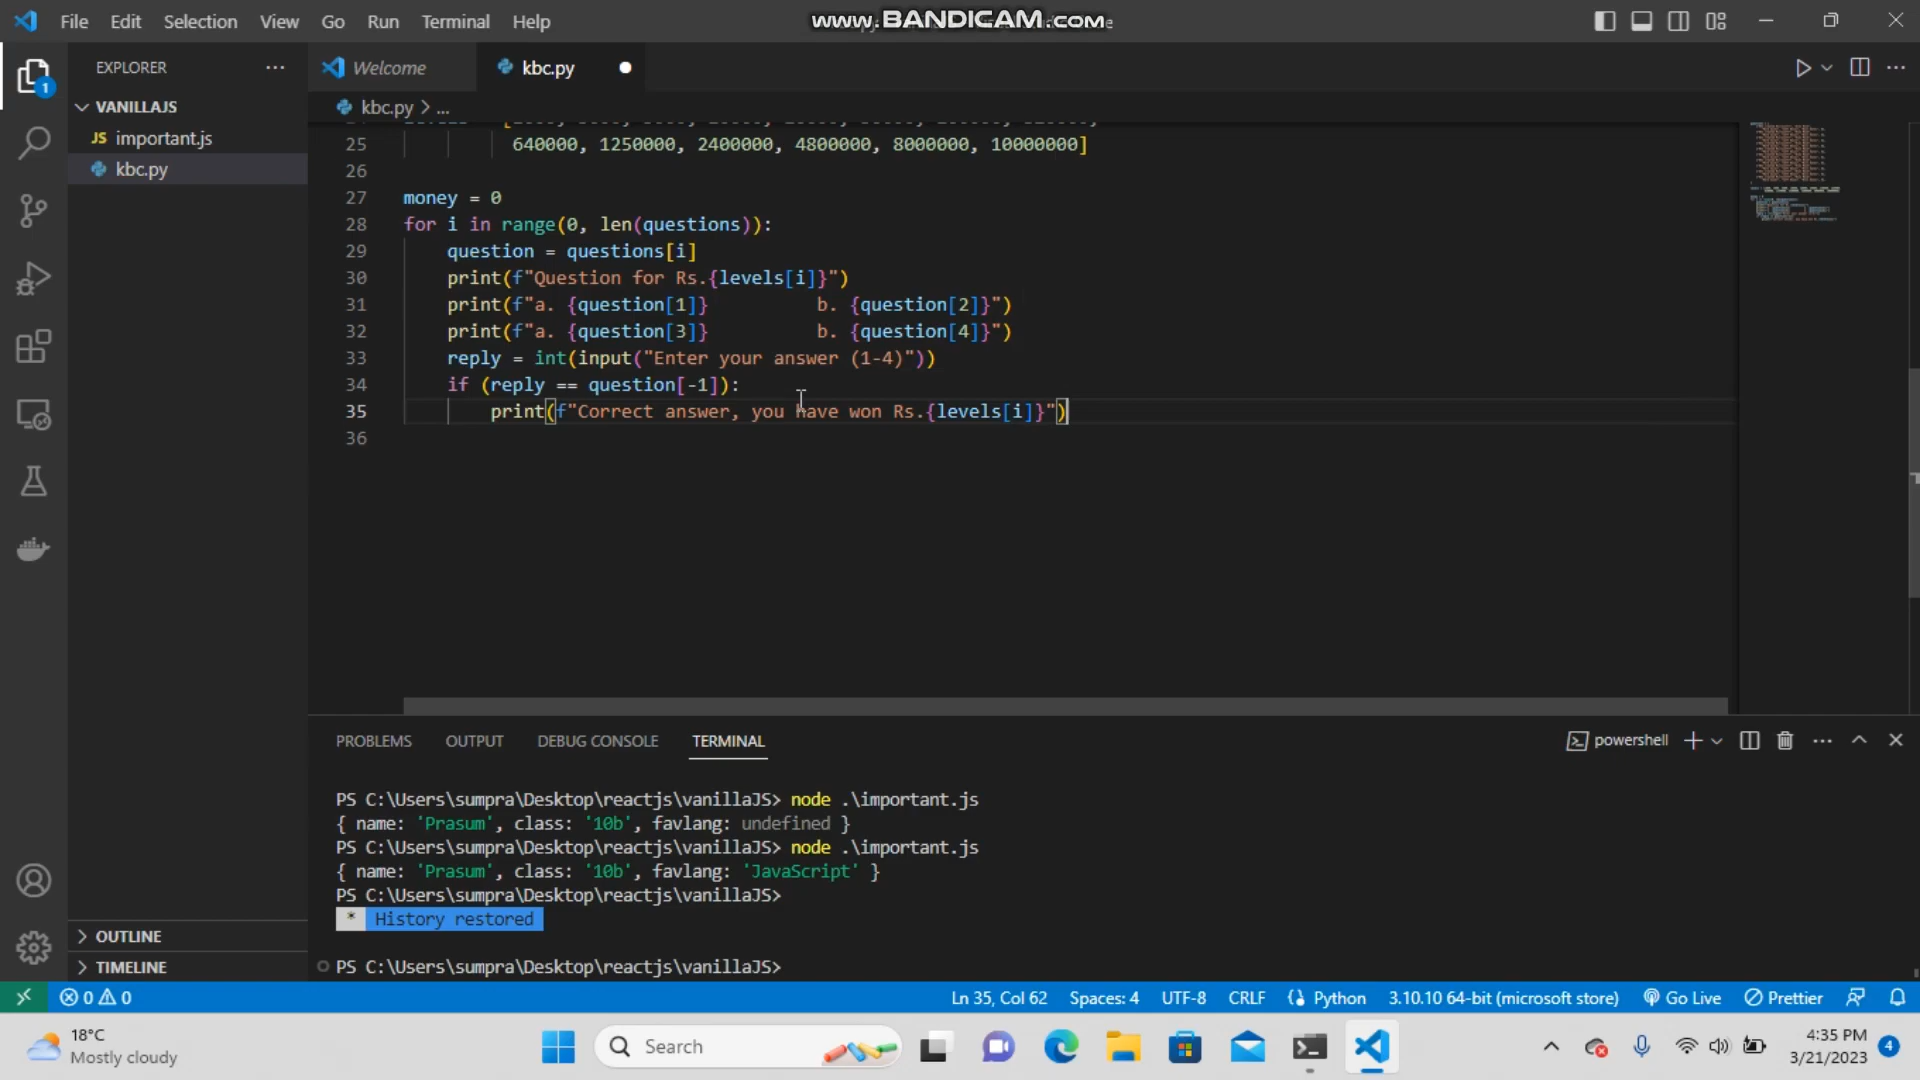 File Edit Selection View Go Run Terminal Help
www.BANDICAM.com
EXPLORER
Welcome
kbc.py
VANILLAJS
JS important.js
kbc.py
kbc.py > ...
25 640000, 1250000, 2400000, 4800000, 8000000, 10000000]
26
27 money = 0
28 for i in range(0, len(questions)):
29 question = questions[i]
30 print(f"Question for Rs.{levels[i]}")
31 print(f"a. {question[1]}          b. {question[2]}")
32 print(f"a. {question[3]}          b. {question[4]}")
33 reply = int(input("Enter your answer (1-4)"))
34 if (reply == question[-1]):
35 print(f"Correct answer, you have won Rs.{levels[i]}")
36
PROBLEMS OUTPUT DEBUG CONSOLE TERMINAL
powershell
PS C:\Users\sumpra\Desktop\reactjs\vanillaJS> node .\important.js
{ name: 'Prasum', class: '10b', favlang: undefined }
PS C:\Users\sumpra\Desktop\reactjs\vanillaJS> node .\important.js
{ name: 'Prasum', class: '10b', favlang: 'JavaScript' }
PS C:\Users\sumpra\Desktop\reactjs\vanillaJS>
* History restored
PS C:\Users\sumpra\Desktop\reactjs\vanillaJS>
OUTLINE
TIMELINE
0 0
Ln 35, Col 62 Spaces: 4 UTF-8 CRLF Python 3.10.10 64-bit (microsoft store) Go Live Prettier
18°C
Mostly cloudy
Search
4:35 PM
3/21/2023
4
1